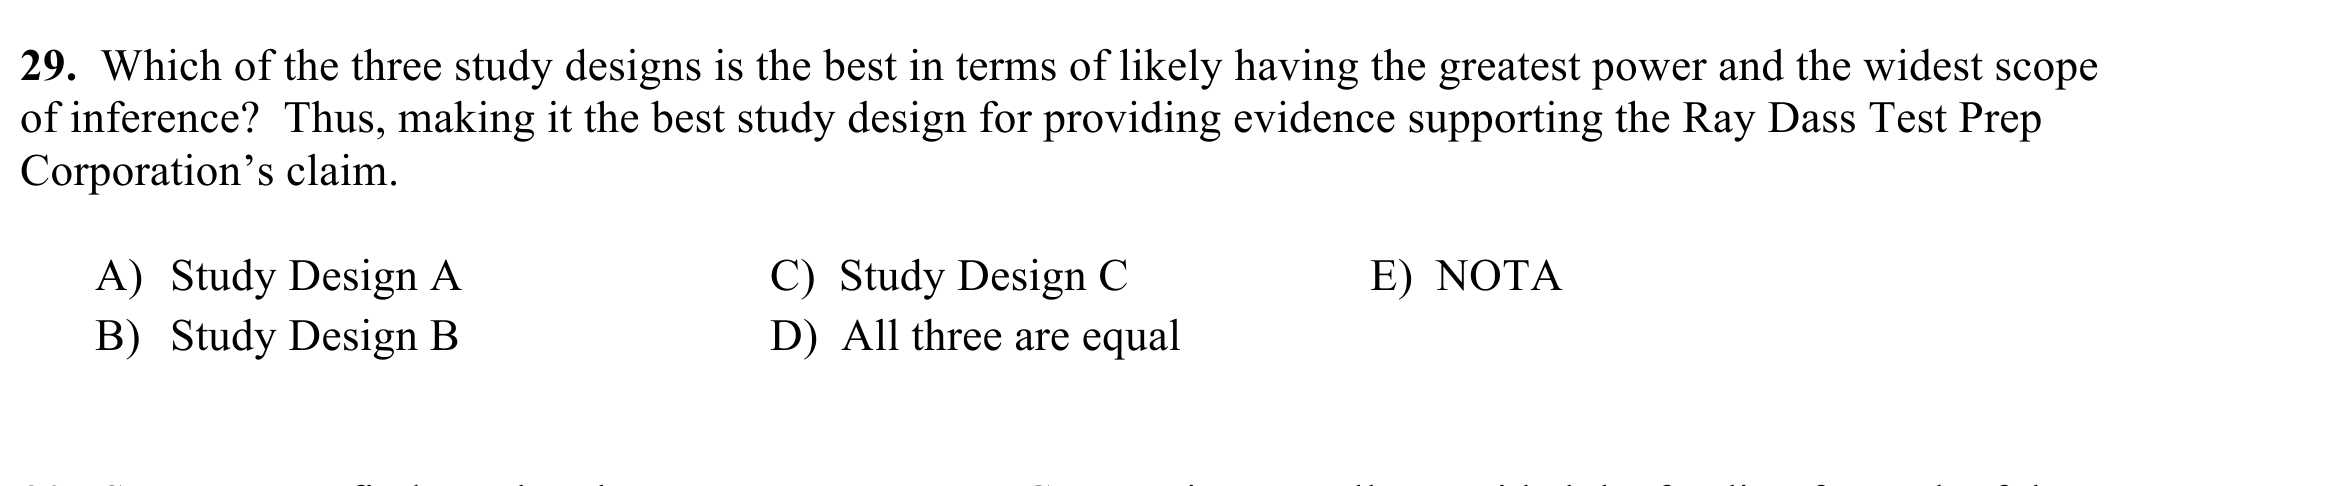 29. Which of the three study designs is the best in terms of likely having the greatest power and the widest scope
of inference? Thus, making it the best study design for providing evidence supporting the Ray Dass Test Prep
Corporation’s claim.
A) Study Design A C) Study Design C E) NOTA
B) Study Design B D) All three are equal